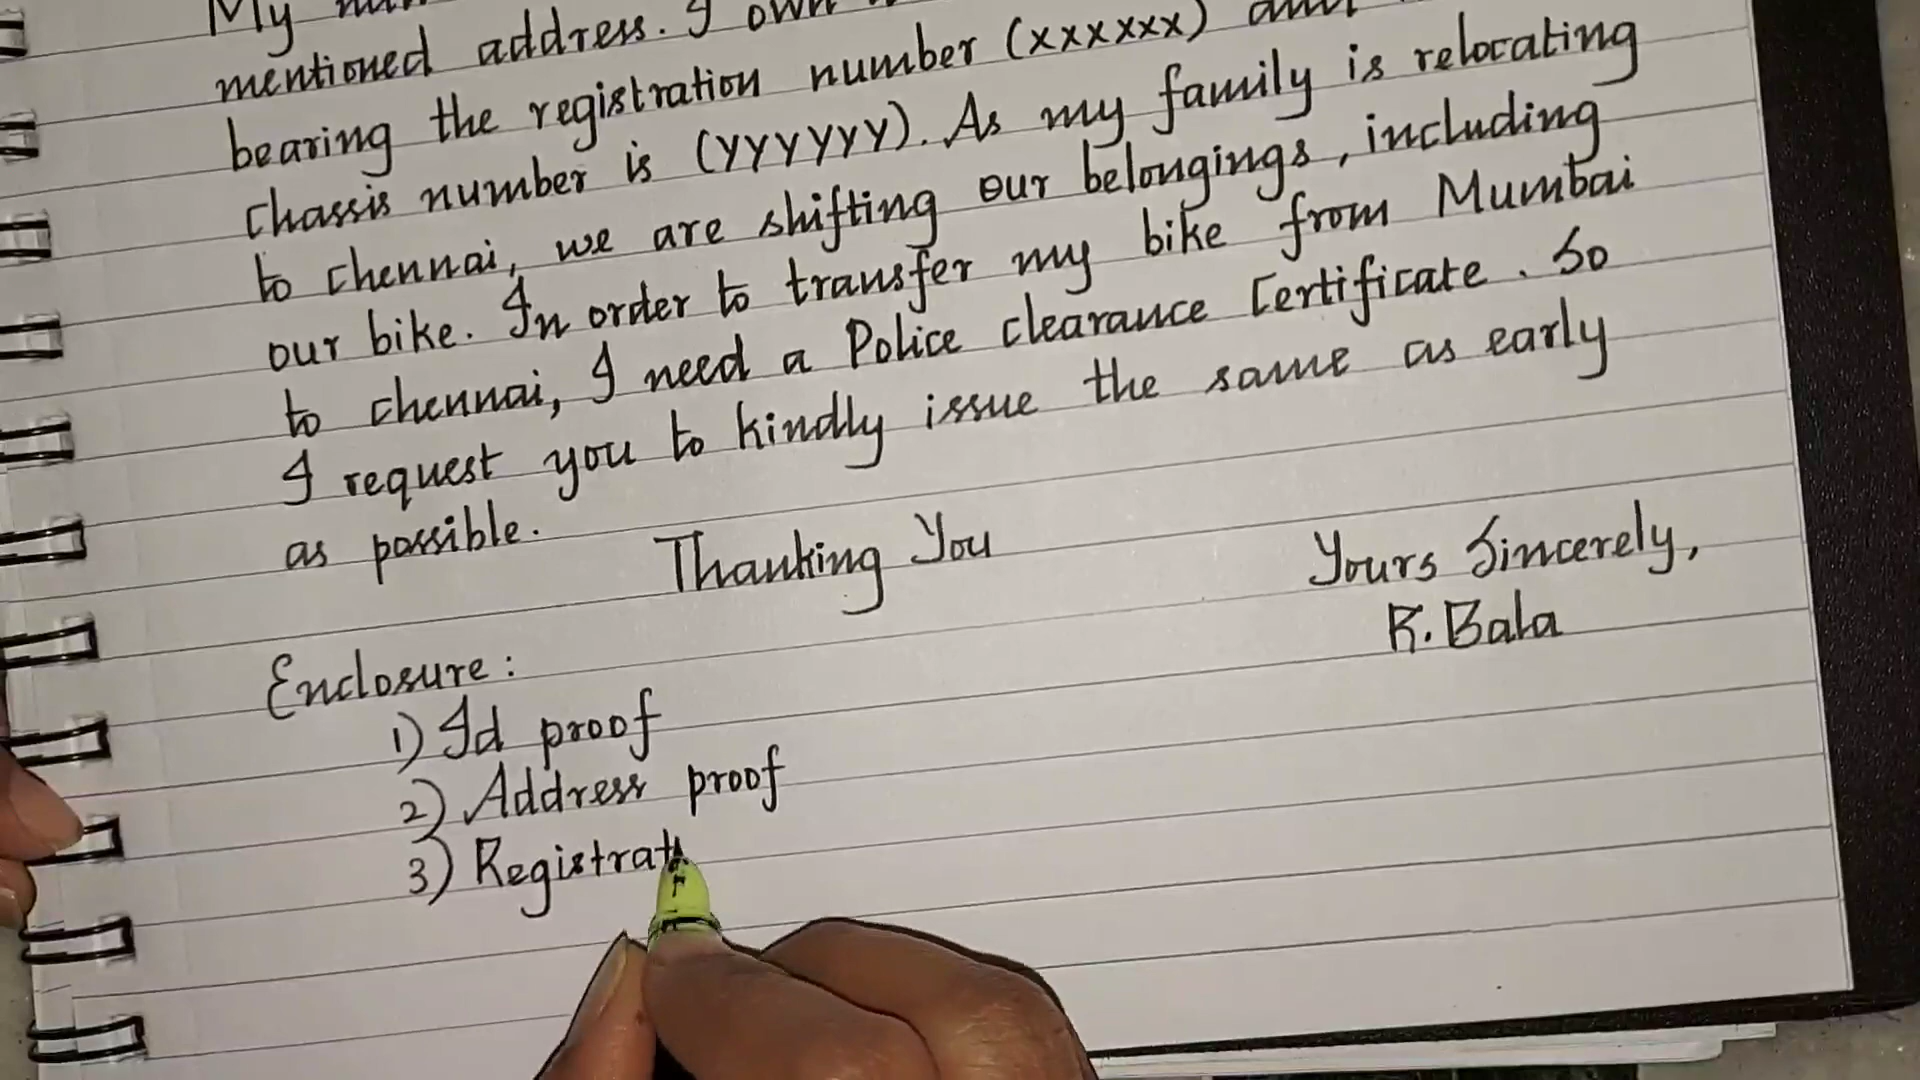 My
mentioned address. I own
bearing the registration number (xxxxxx) and
chassis number is (YYYYYY). As my family is relocating
to chennai, we are shifting our belongings, including
our bike. In order to transfer my bike from Mumbai
to chennai, I need a Police clearance Certificate. So
I request you to kindly issue the same as early
as possible.
Thanking You
Yours Sincerely,
R. Bala
Enclosure:
1) Id proof
2) Address proof
3) Registrati